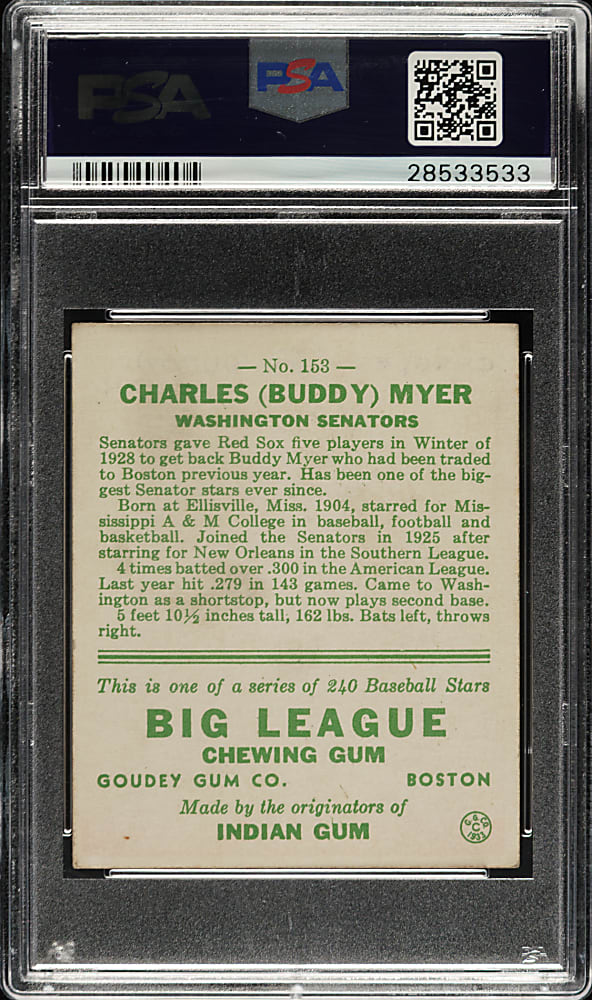 PSA
PSA
28533533
— No. 153 —
CHARLES (BUDDY) MYER
WASHINGTON SENATORS
Senators gave Red Sox five players in Winter of
1928 to get back Buddy Myer who had been traded
to Boston previous year. Has been one of the big-
gest Senator stars ever since.
Born at Ellisville, Miss. 1904, starred for Mis-
sissippi A & M College in baseball, football and
basketball. Joined the Senators in 1925 after
starring for New Orleans in the Southern League.
4 times batted over .300 in the American League.
Last year hit .279 in 143 games. Came to Wash-
ington as a shortstop, but now plays second base.
5 feet 10½ inches tall, 162 lbs. Bats left, throws
right.
This is one of a series of 240 Baseball Stars
BIG LEAGUE
CHEWING GUM
GOUDEY GUM CO. BOSTON
Made by the originators of
INDIAN GUM
G. & CO.
C
1933
PSA